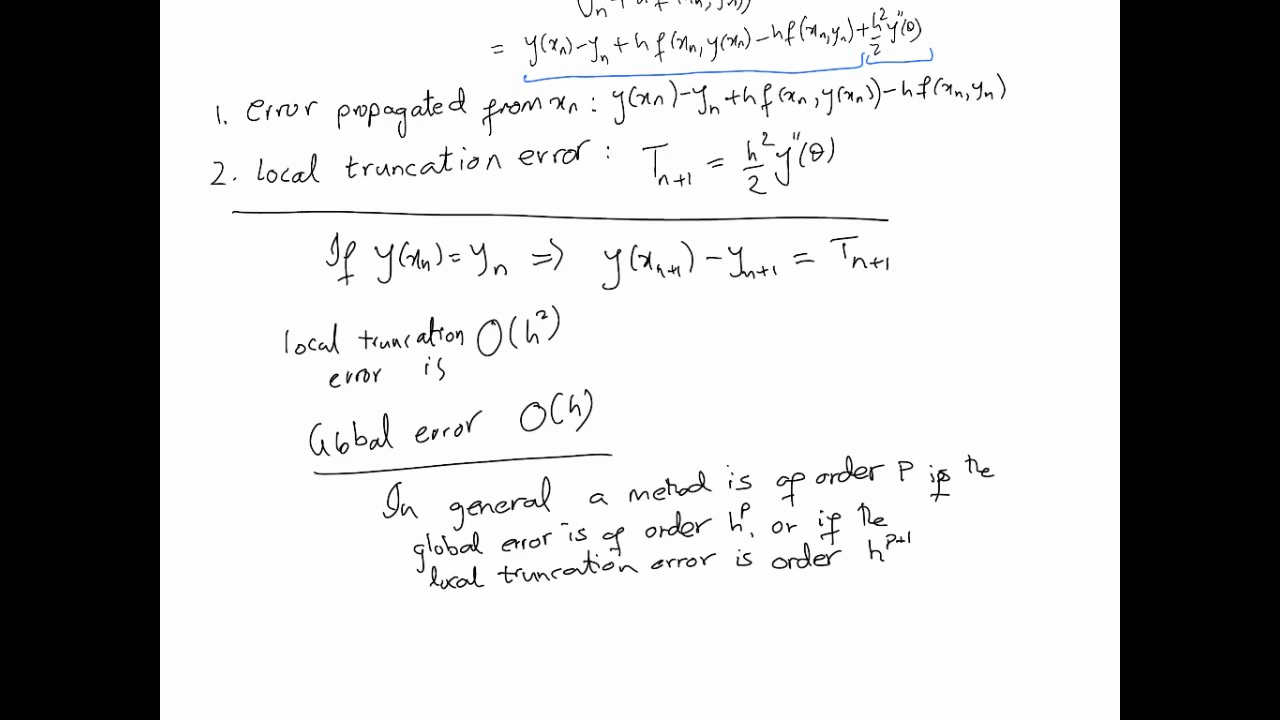 = y(xₙ) - yₙ + h f(xₙ, y(xₙ) - h f(xₙ, yₙ) + h²/2 y''(θ)
1. error propagated from xₙ : y(xₙ) - yₙ + h f(xₙ, y(xₙ)) - h f(xₙ, yₙ)
2. local truncation error : Tₙ₊₁ = h²/2 y''(θ)
If y(xₙ) = yₙ ⇒ y(xₙ₊₁) - yₙ₊₁ = Tₙ₊₁
local truncation O(h²)
error is
Global error O(h)
In general a method is of order P if the
global error is of order hᴾ, or if the
local truncation error is order hᴾ⁺¹